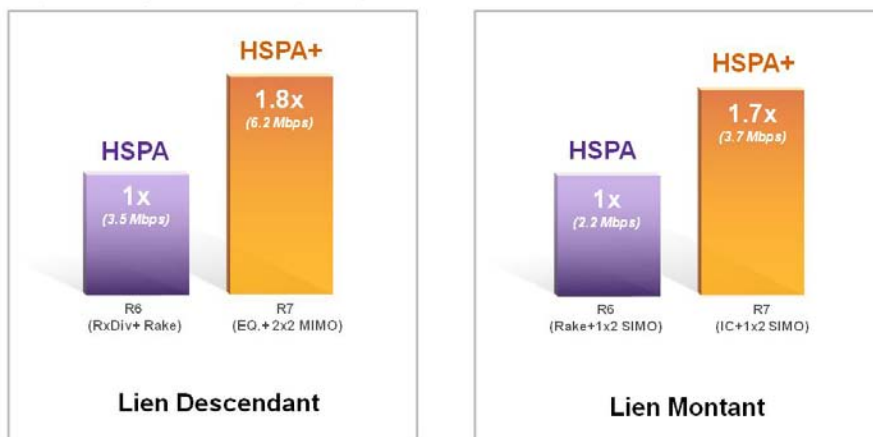 HSPA+
1.8x
(6.2 Mbps)
HSPA
1x
(3.5 Mbps)
R6
(RxDiv+ Rake)
R7
(EQ.+ 2x2 MIMO)
Lien Descendant
HSPA+
1.7x
(3.7 Mbps)
HSPA
1x
(2.2 Mbps)
R6
(Rake+1x2 SIMO)
R7
(IC+1x2 SIMO)
Lien Montant